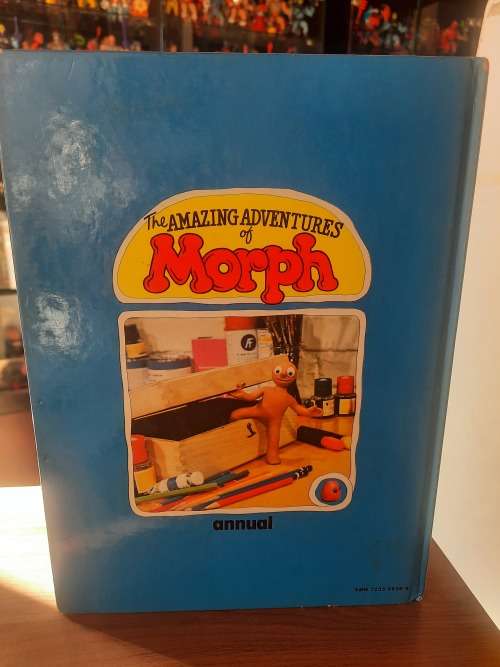 The AMAZING ADVENTURES
of
Morph
annual